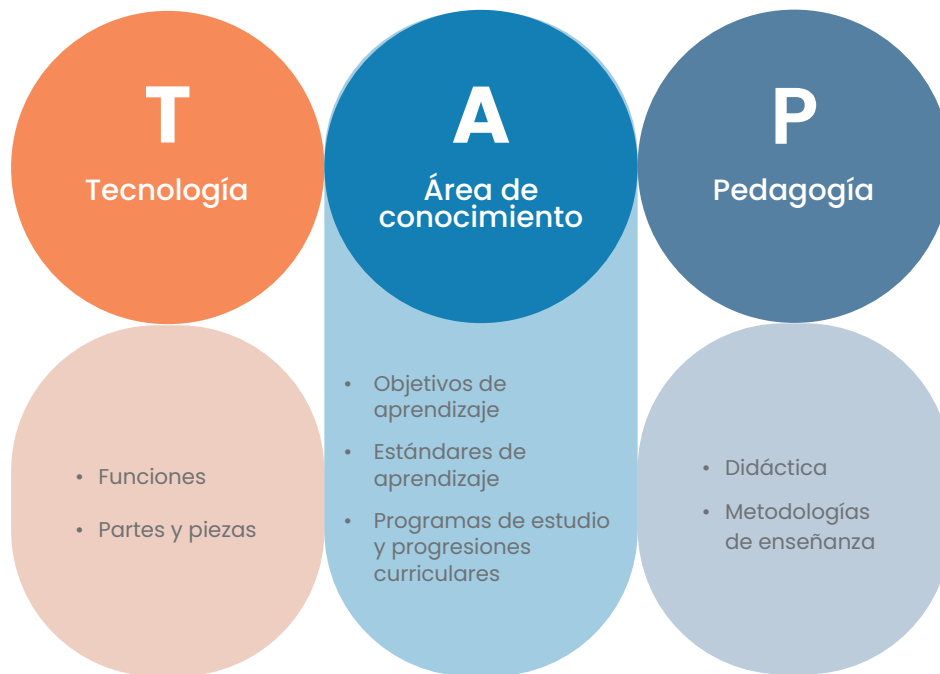 T
Tecnología
• Funciones
• Partes y piezas
A
Área de
conocimiento
• Objetivos de
aprendizaje
• Estándares de
aprendizaje
• Programas de estudio
y progresiones
curriculares
P
Pedagogía
• Didáctica
• Metodologías
de enseñanza